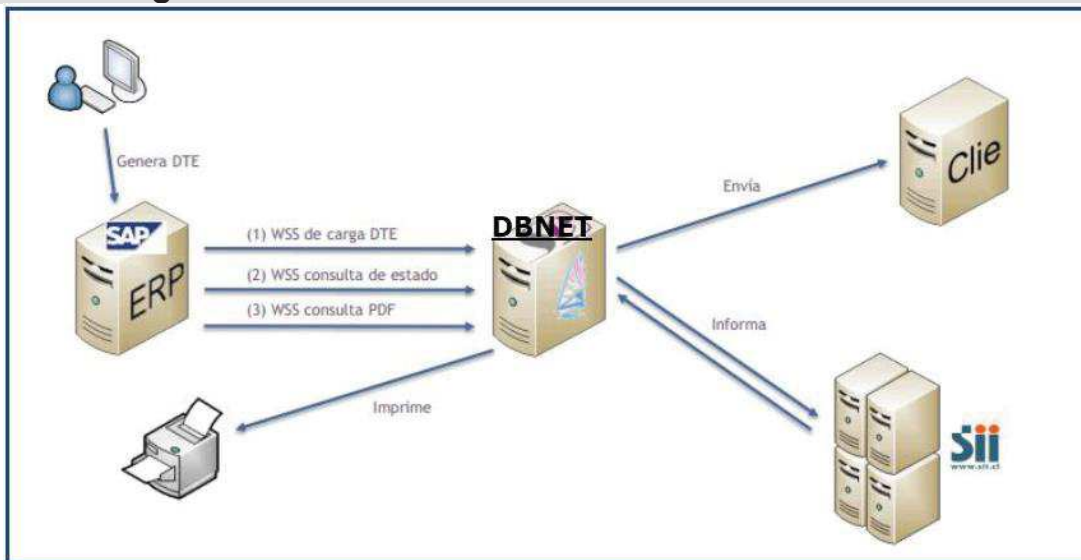 Genera DTE
SAP
ERP
(1) WSS de carga DTE
(2) WSS consulta de estado
(3) WSS consulta PDF
DBNET
Envía
Clie
Informa
Imprime
sii
www.sii.cl